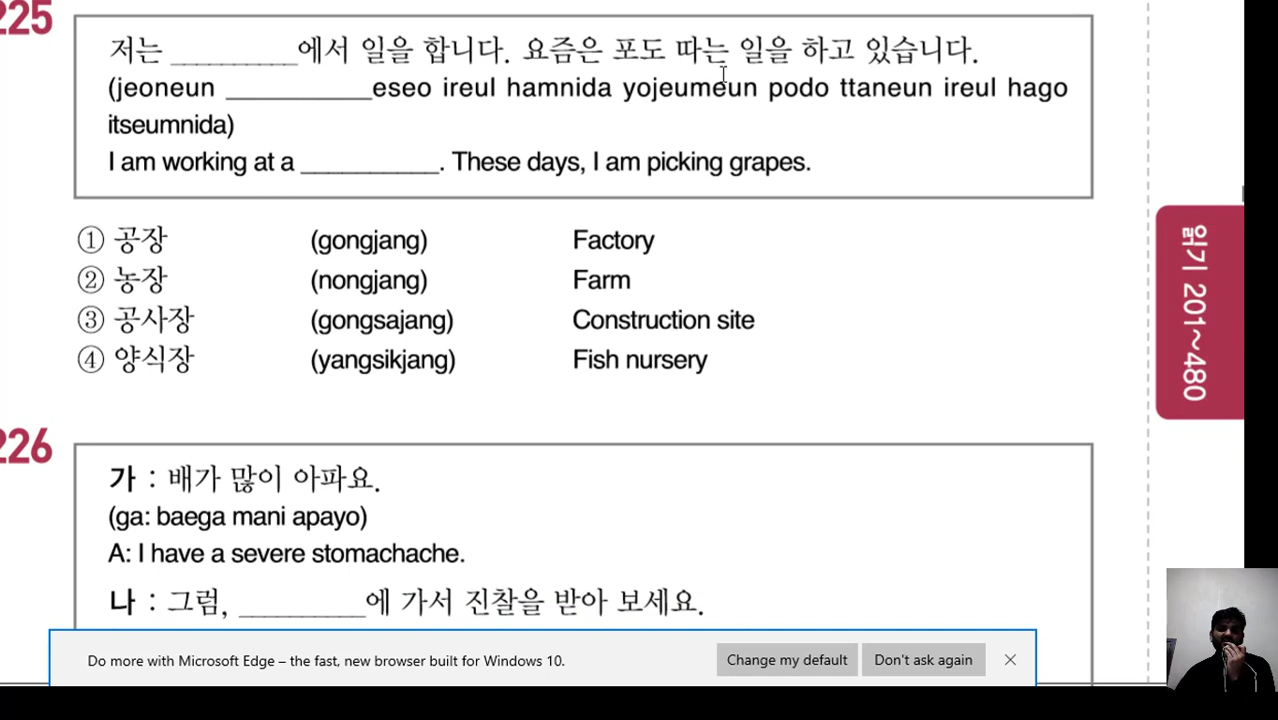 225
저는 __________에서 일을 합니다. 요즘은 포도 따는 일을 하고 있습니다.
(jeoneun __________eseo ireul hamnida yojeumeun podo ttaneun ireul hago
itseumnida)
I am working at a __________. These days, I am picking grapes.
① 공장 (gongjang) Factory
② 농장 (nongjang) Farm
③ 공사장 (gongsajang) Construction site
④ 양식장 (yangsikjang) Fish nursery
읽기 201~480
226
가 : 배가 많이 아파요.
(ga: baega mani apayo)
A: I have a severe stomachache.
나 : 그럼, __________에 가서 진찰을 받아 보세요.
Do more with Microsoft Edge – the fast, new browser built for Windows 10. Change my default Don't ask again